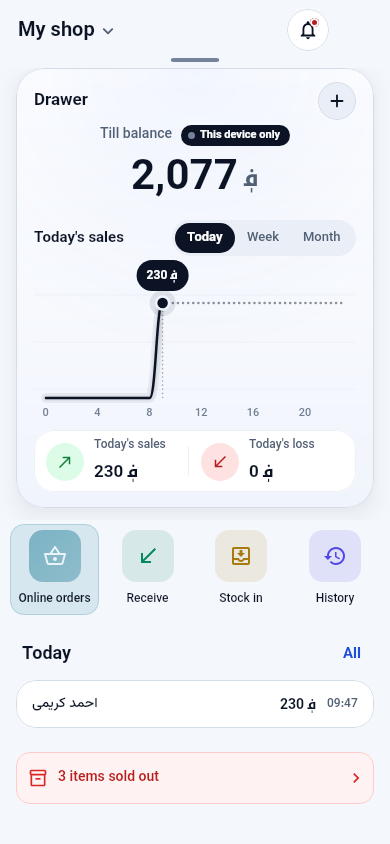 My shop
Drawer
Till balance
This device only
2,077 ؋
Today's sales
Today
Week
Month
230 ؋
0
4
8
12
16
20
Today's sales
230 ؋
Today's loss
0 ؋
Online orders
Receive
Stock in
History
Today
All
احمد کریمی
230 ؋
09:47
3 items sold out